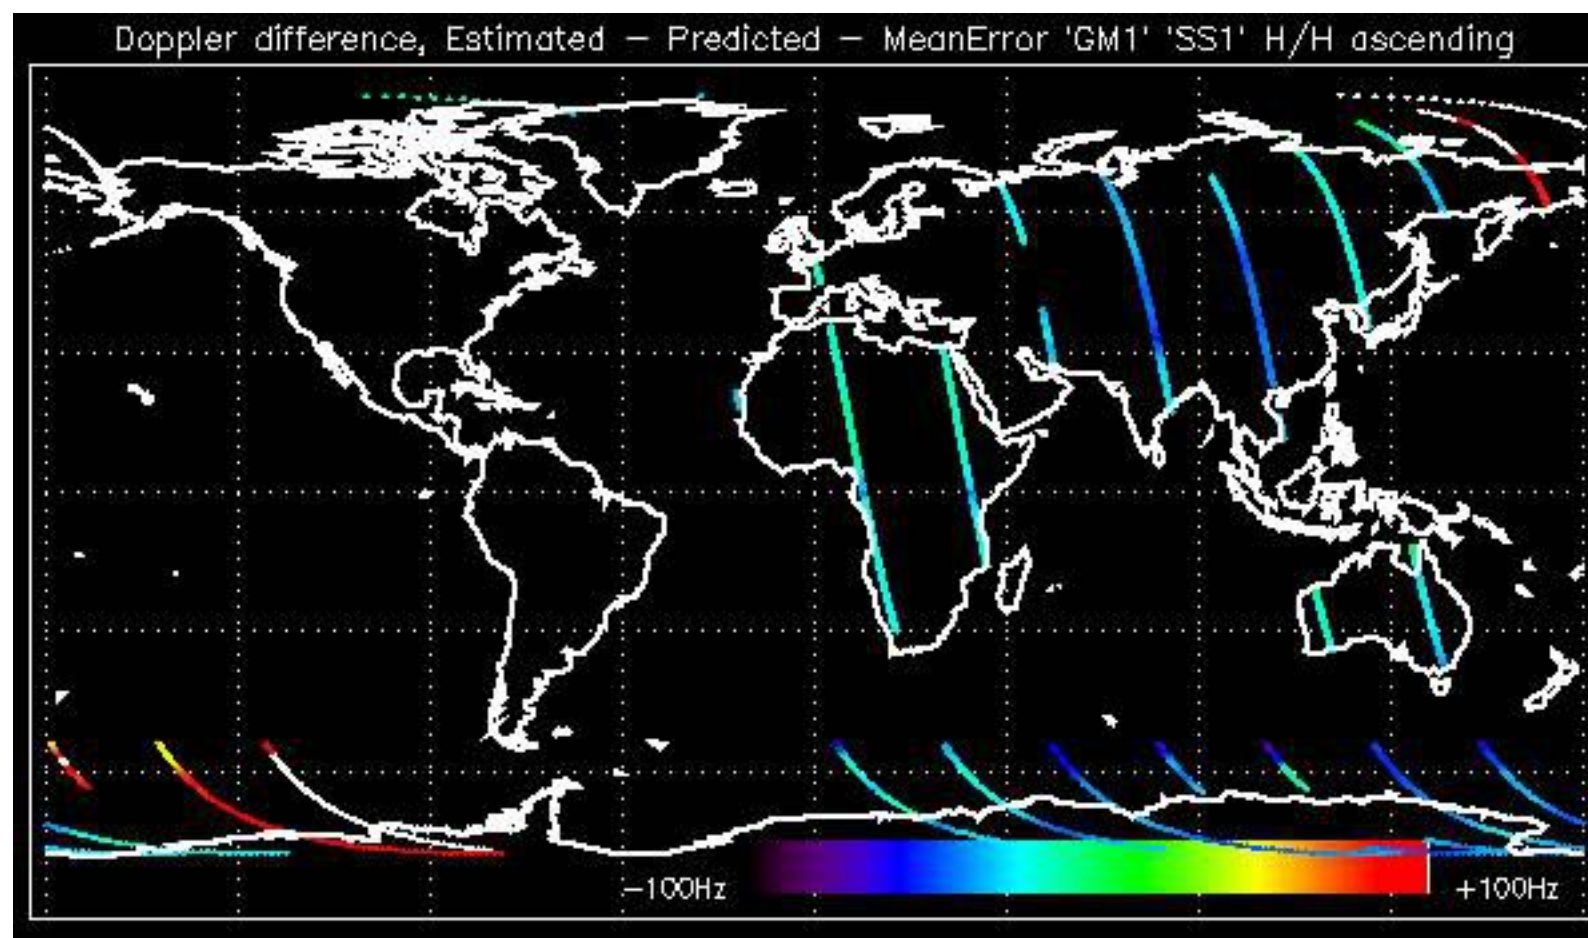 Doppler difference, Estimated − Predicted − MeanError 'GM1' 'SS1' H/H ascending
−100Hz +100Hz